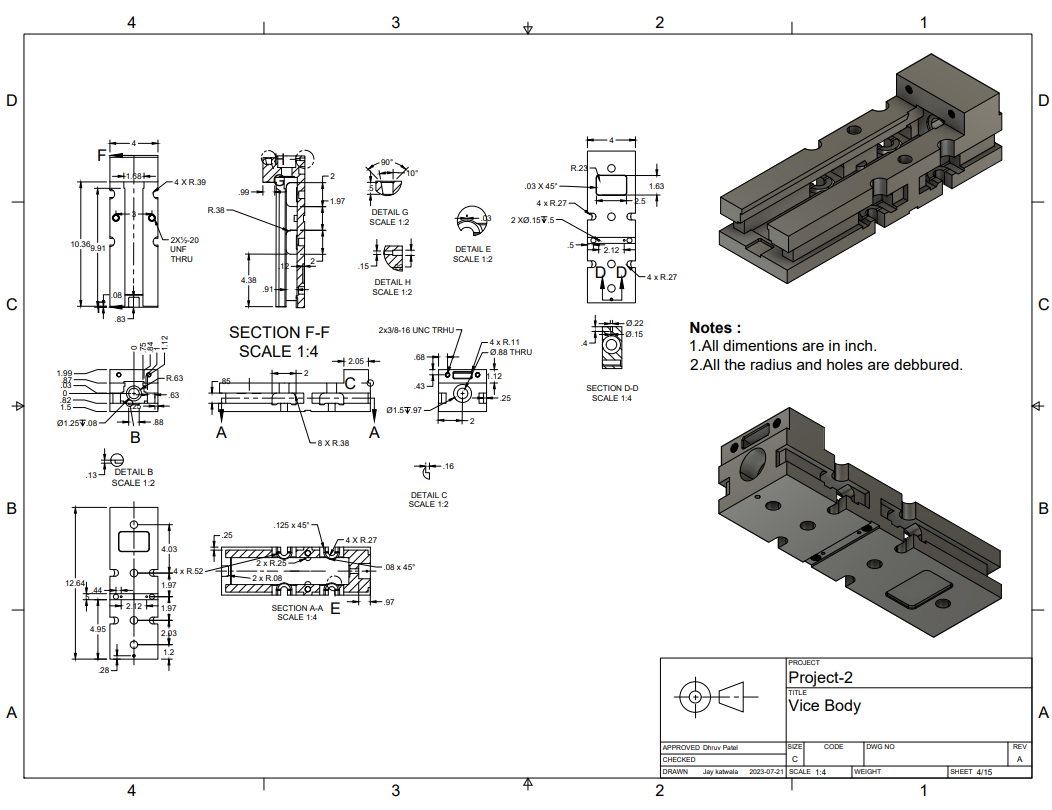 4 3 2 1
D D
C C
B B
A A
4 3 2 1
F
4
1.68
4 X R.39
3
2X½-20
UNF
THRU
10.36
9.91
.08
.83
H
G
.99
2
1.97
R.38
.12
2
4.38
.91
SECTION F-F
SCALE 1:4
90°
10°
.5
DETAIL G
SCALE 1:2
.15
DETAIL H
SCALE 1:2
.03
DETAIL E
SCALE 1:2
4
R.23
.03 X 45°
1.63
2.5
4 x R.27
2 XØ.15↧.5
.5
2.12
D D
4 x R.27
Ø.22
Ø.15
.4
SECTION D-D
SCALE 1:4
Notes :
1.All dimentions are in inch.
2.All the radius and holes are debbured.
0
.75
.84
1
1.12
1.99
.87
.03
0
.82
1.5
R.63
.63
.25
Ø1.25↧.08
.88
B
.13
DETAIL B
SCALE 1:2
2.05
2
.85
C
A A
8 X R.38
2x3/8-16 UNC TRHU
4 x R.11
Ø.88 THRU
.68
1.12
.43
.25
Ø1.5↧.97
2
.16
DETAIL C
SCALE 1:2
4.03
12.64
1.97
.44
2.12
1.97
4.95
2.03
1.2
.28
.25
.125 x 45°
4 X R.27
4 x R.52
2 x R.25
.08 x 45°
2 x R.08
SECTION A-A
SCALE 1:4
E
.97
PROJECT
Project-2
TITLE
Vice Body
APPROVED Dhruv Patel
CHECKED
DRAWN Jay katwala 2023-07-21
SIZE CODE DWG NO REV
C A
SCALE 1:4 WEIGHT SHEET 4/15